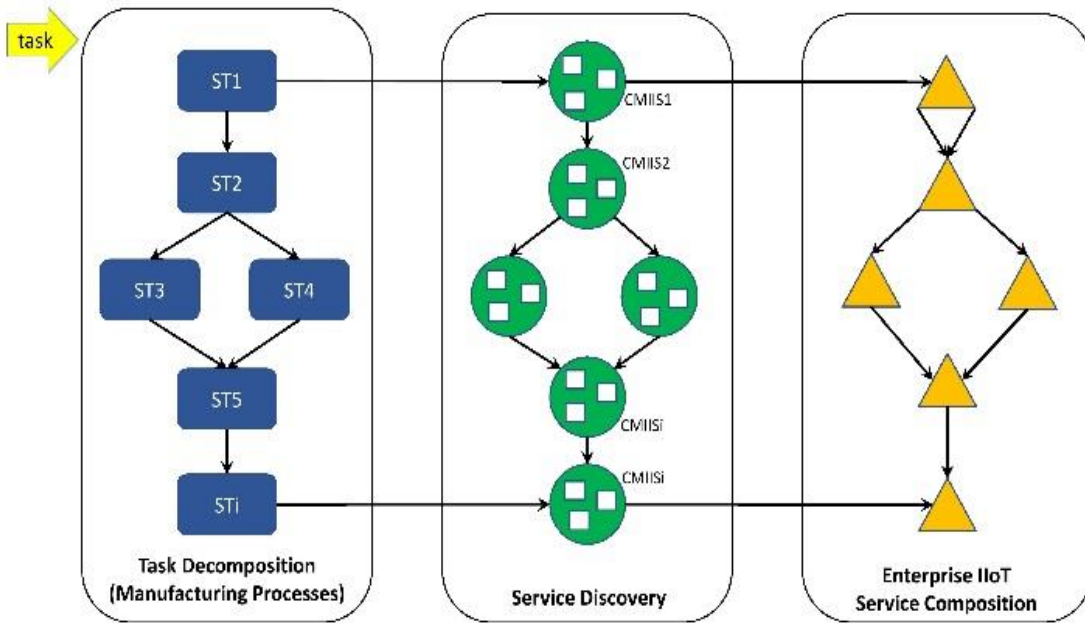 task
ST1
ST2
ST3
ST4
ST5
STi
Task Decomposition
(Manufacturing Processes)
CMIIS1
CMIIS2
CMIISi
CMIISi
Service Discovery
Enterprise IIoT
Service Composition